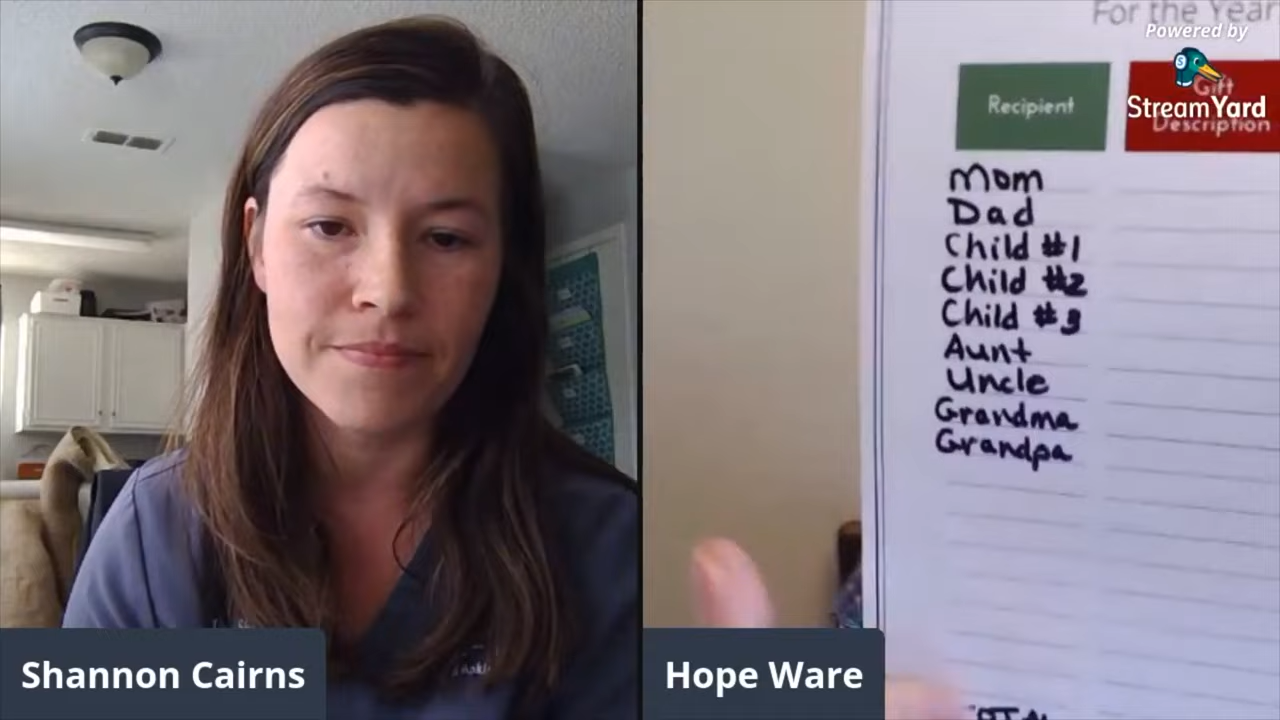 For the Year
Powered by
StreamYard
Recipient
Gift
Description
Mom
Dad
Child #1
Child #2
Child #3
Aunt
Uncle
Grandma
Grandpa
Shannon Cairns
Hope Ware